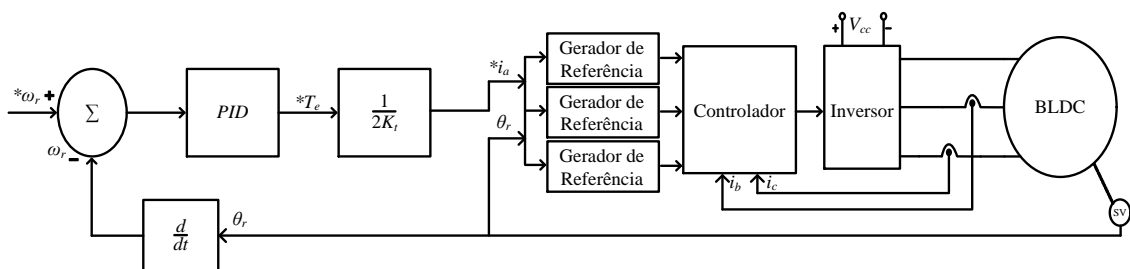 *ωr +
ωr −
Σ
PID
*Te
1
2Kt
*ia
θr
Gerador de
Referência
Gerador de
Referência
Gerador de
Referência
Controlador
ib
ic
Inversor
+ Vcc −
BLDC
sv
θr
d
dt